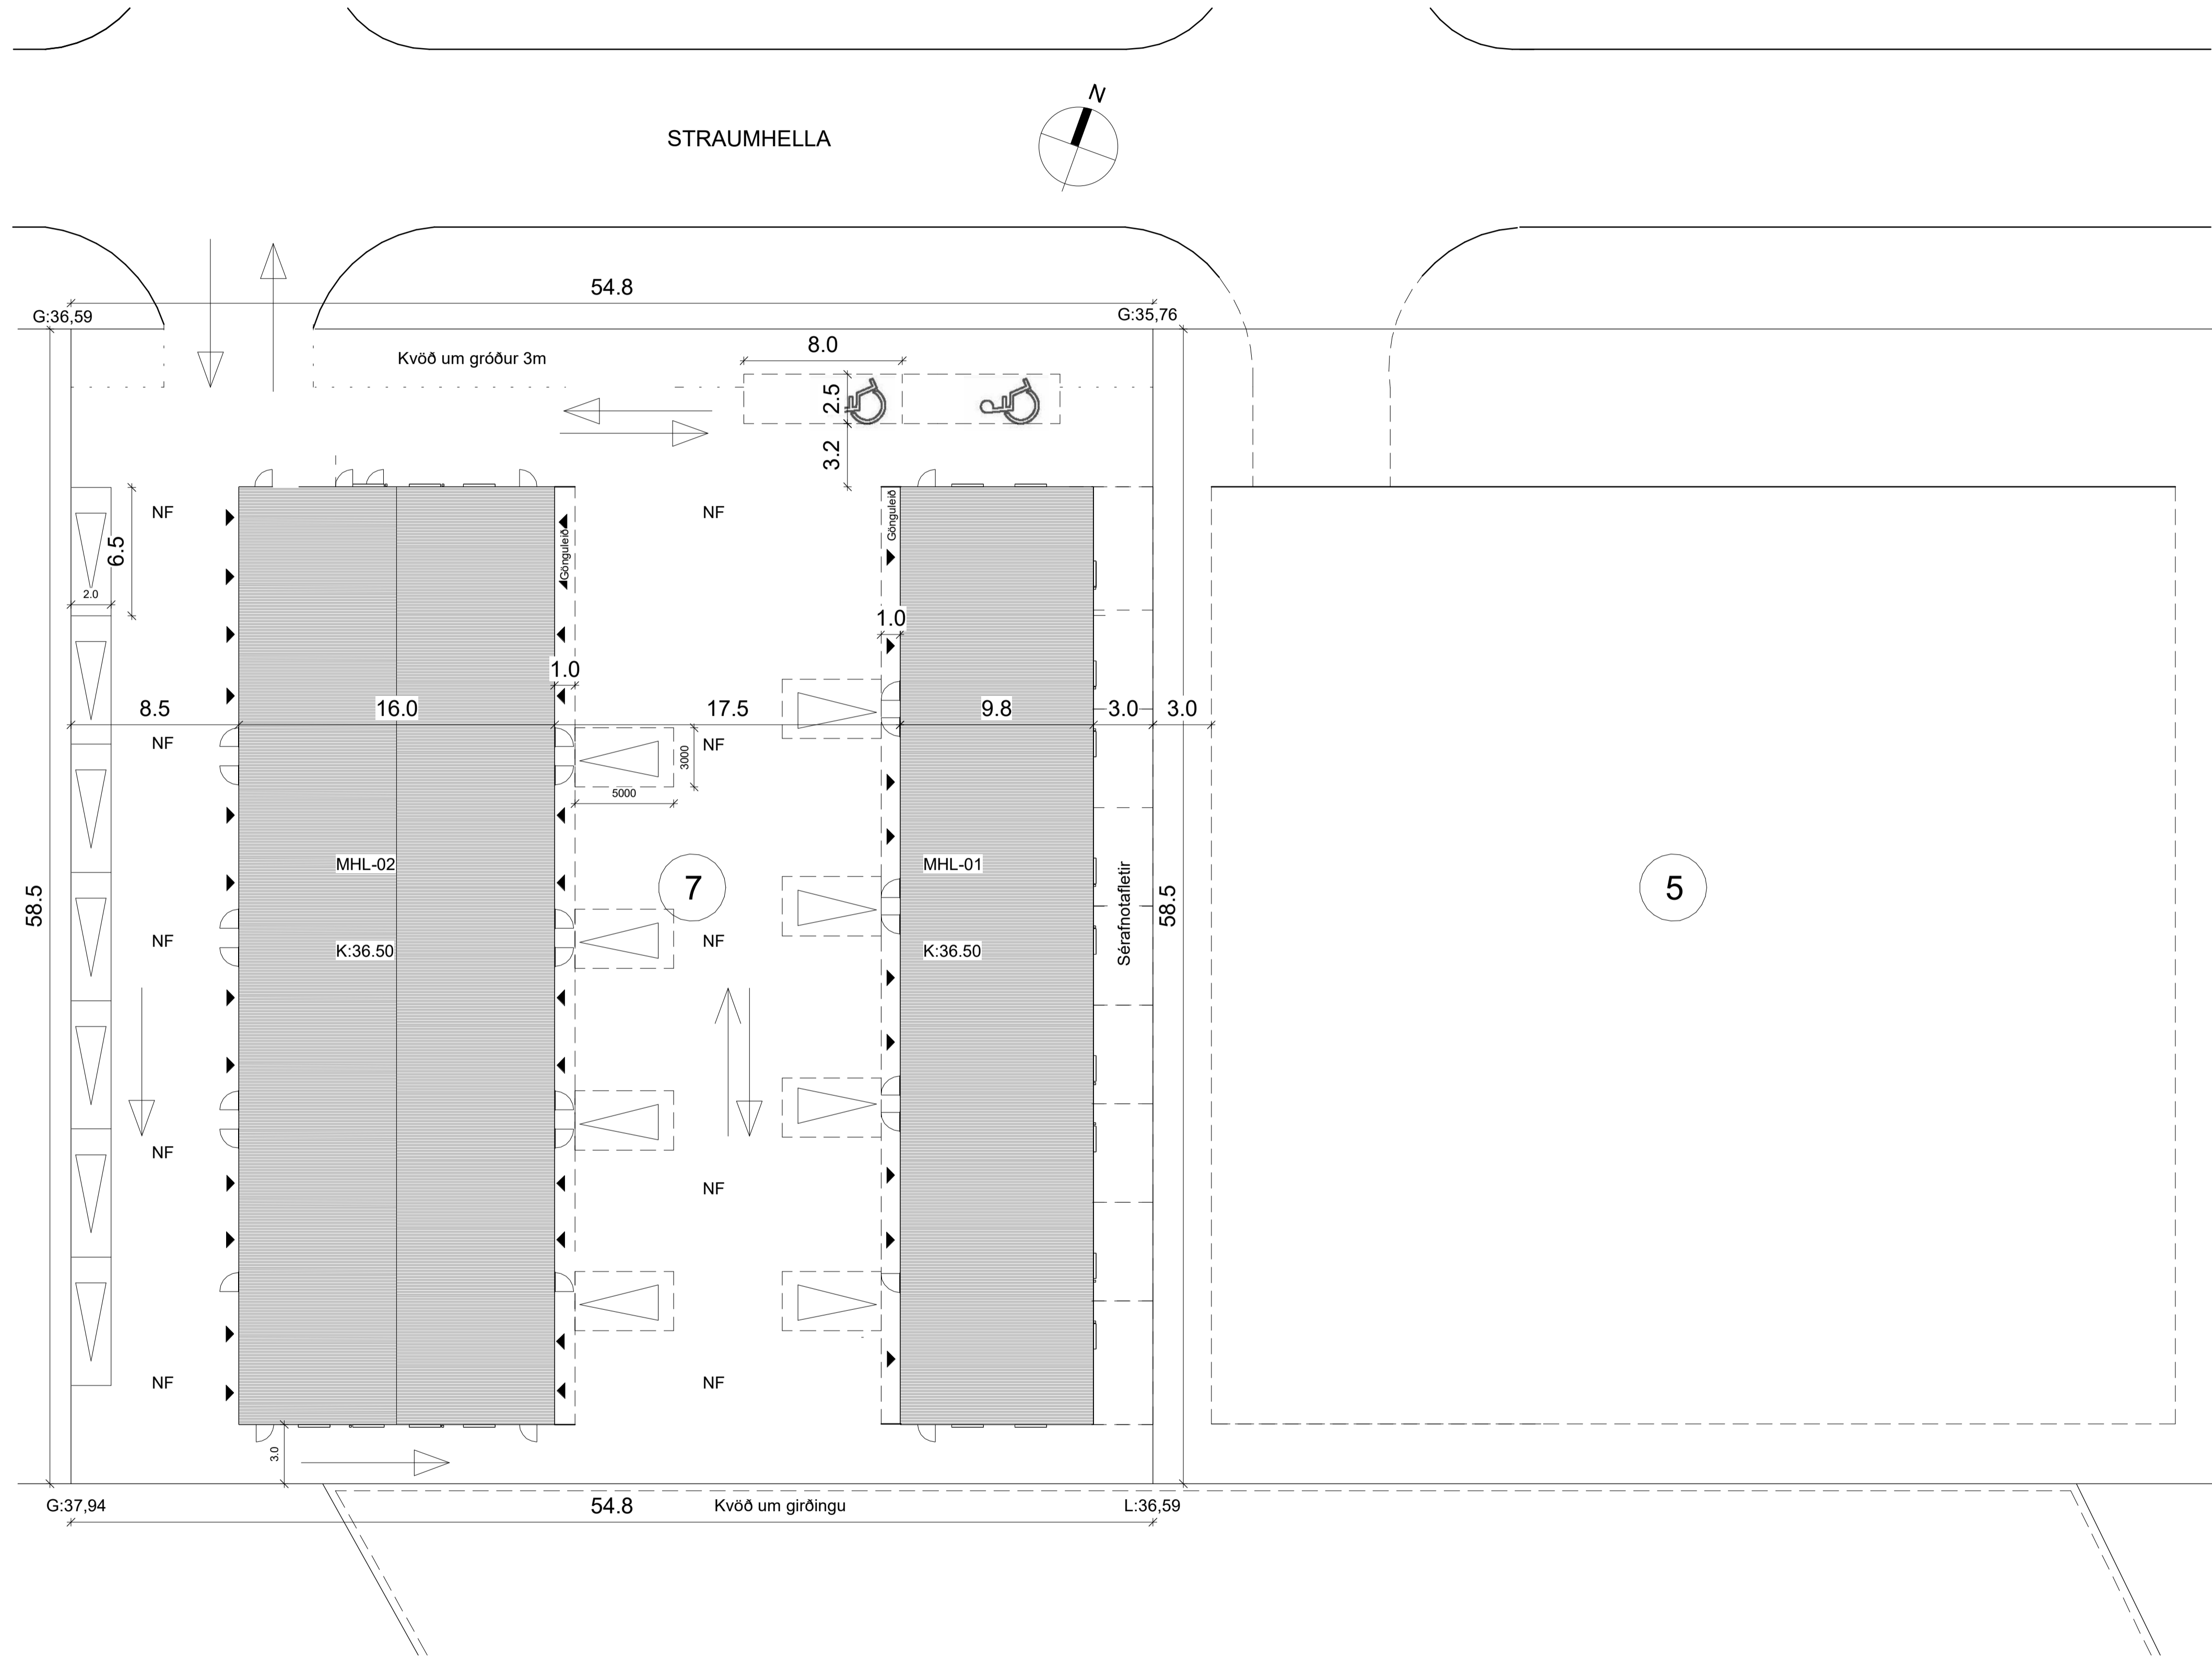 N
STRAUMHELLA
54.8
G:36,59
G:35,76
Kvöð um gróður 3m
8.0
2.5
3.2
NF
NF
Gönguleið
Gönguleið
6.5
2.0
1.0
1.0
8.5
16.0
17.5
9.8
3.0
3.0
NF
NF
3000
5000
MHL-02
7
MHL-01
5
58.5
58.5
Sérafnotafletir
NF
K:36.50
NF
K:36.50
NF
NF
NF
NF
3.0
G:37,94
54.8
Kvöð um girðingu
L:36,59